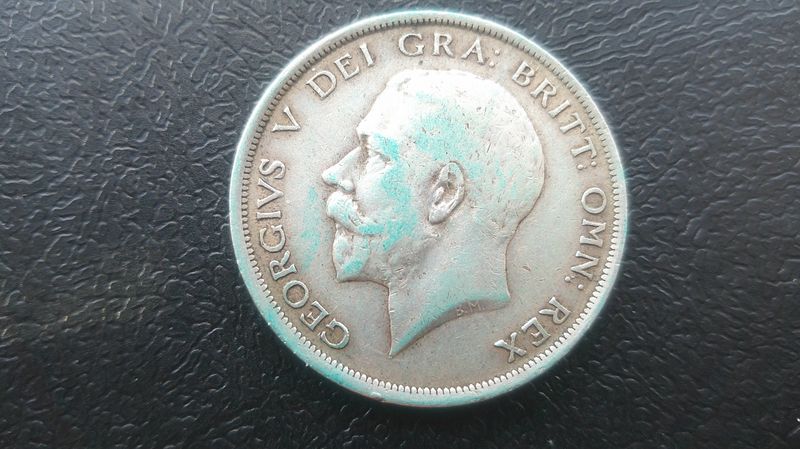 GEORGIVS V DEI GRA: BRITT: OMN: REX
B.M.